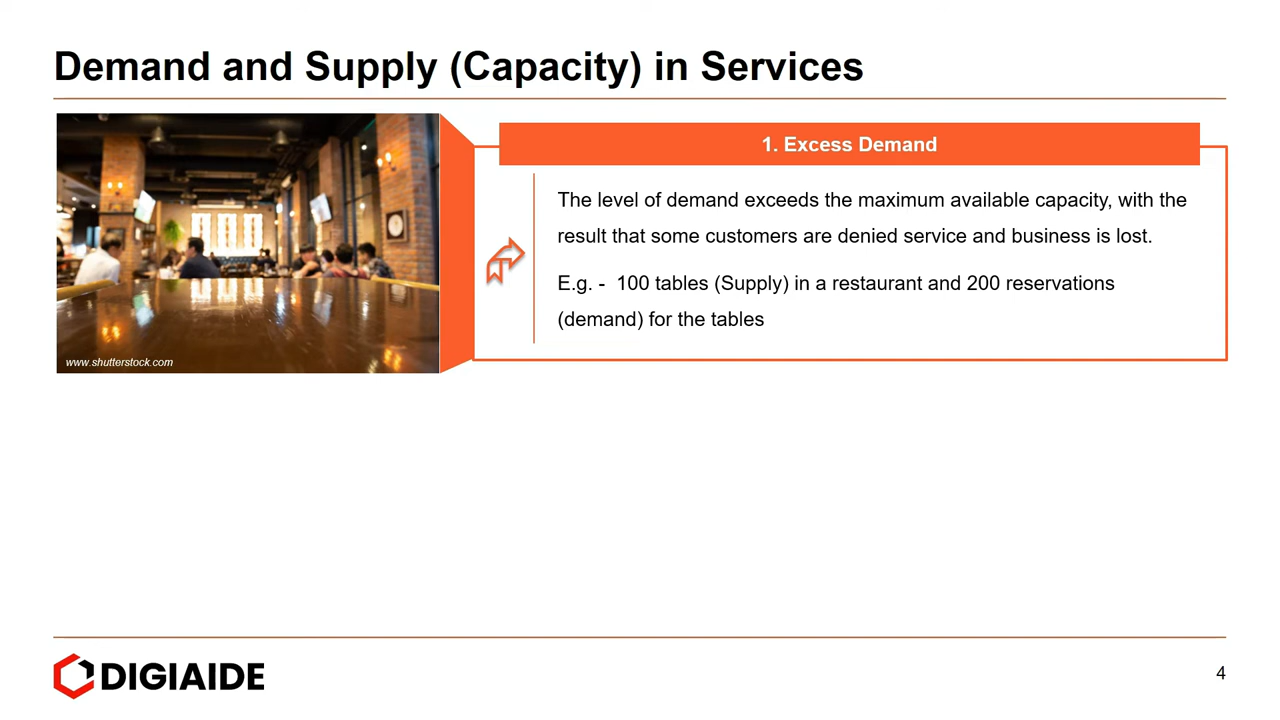 Demand and Supply (Capacity) in Services
1. Excess Demand
The level of demand exceeds the maximum available capacity, with the
result that some customers are denied service and business is lost.
E.g. -  100 tables (Supply) in a restaurant and 200 reservations
(demand) for the tables
www.shutterstock.com
DIGIAIDE
4